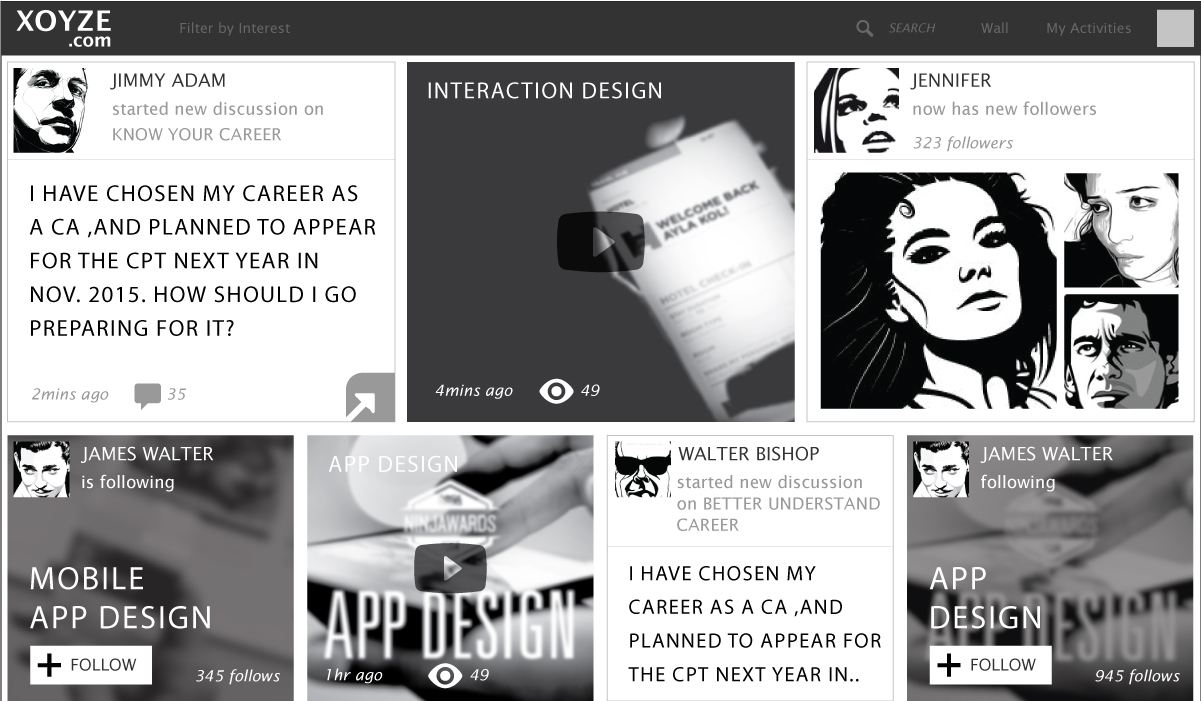 XOYZE
.com
Filter by Interest
SEARCH
Wall
My Activities
JIMMY ADAM
started new discussion on
KNOW YOUR CAREER
I HAVE CHOSEN MY CAREER AS
A CA ,AND PLANNED TO APPEAR
FOR THE CPT NEXT YEAR IN
NOV. 2015. HOW SHOULD I GO
PREPARING FOR IT?
2mins ago
35
INTERACTION DESIGN
HOTEL
WELCOME BACK
AYLA KOL!
HOTEL CHECK-IN
4mins ago
49
JENNIFER
now has new followers
323 followers
JAMES WALTER
is following
MOBILE
APP DESIGN
FOLLOW
345 follows
APP DESIGN
NINJAWARDS
APP DESIGN
1hr ago
49
WALTER BISHOP
started new discussion
on BETTER UNDERSTAND
CAREER
I HAVE CHOSEN MY
CAREER AS A CA ,AND
PLANNED TO APPEAR FOR
THE CPT NEXT YEAR IN..
JAMES WALTER
following
APP
DESIGN
APP DESIGN
FOLLOW
945 follows